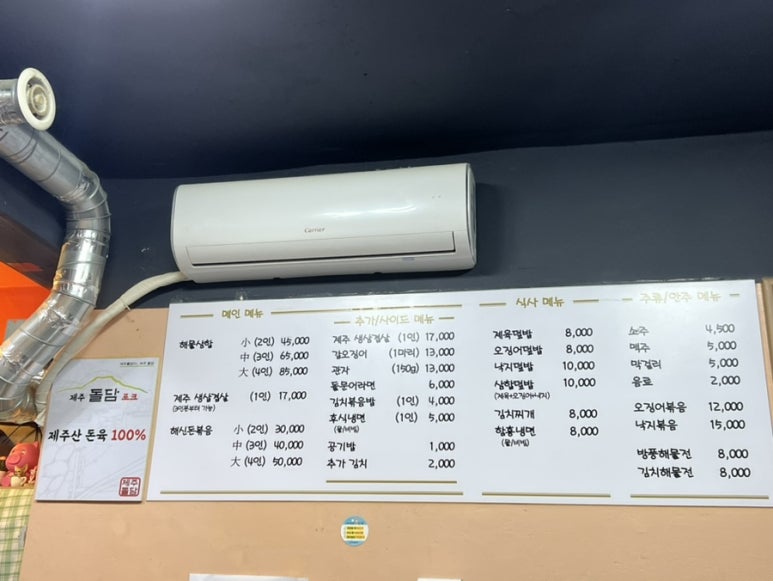 Carrier
제주 돌담 포크
제주산 돈육 100%
제주
돌담
메인 메뉴
해물삼합 小 (2인) 45,000
中 (3인) 65,000
大 (4인) 85,000
제주 생삼겹살 (1인) 17,000
(3인분부터 가능)
해신돈볶음 小 (2인) 30,000
中 (3인) 40,000
大 (4인) 50,000
추가/사이드 메뉴
제주 생삼겹살 (1인) 17,000
갑오징어 (1마리) 13,000
관자 (150g) 13,000
돌문어라면 6,000
김치볶음밥 (1인) 4,000
후식냉면 (1인) 5,000
(물/비빔)
공기밥 1,000
추가 김치 2,000
식사 메뉴
제육덮밥 8,000
오징어덮밥 8,000
낙지덮밥 10,000
삼합덮밥 10,000
(제육+오징어+낙지)
김치찌개 8,000
함흥냉면 8,000
(물/비빔)
주류/안주 메뉴
소주 4,500
맥주 5,000
막걸리 5,000
음료 2,000
오징어볶음 12,000
낙지볶음 15,000
방풍해물전 8,000
김치해물전 8,000